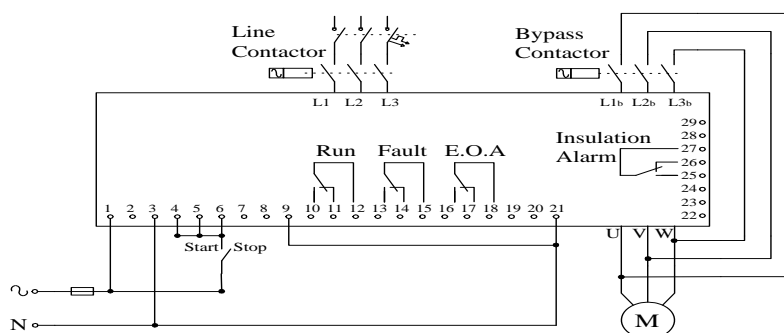 Line
Contactor
Bypass
Contactor
L1 L2 L3
L1b L2b L3b
29
28
27
26
25
24
23
22
Insulation
Alarm
Run Fault E.O.A
1 2 3 4 5 6 7 8 9 10 11 12 13 14 15 16 17 18 19 20 21
U V W
Start Stop
N
M